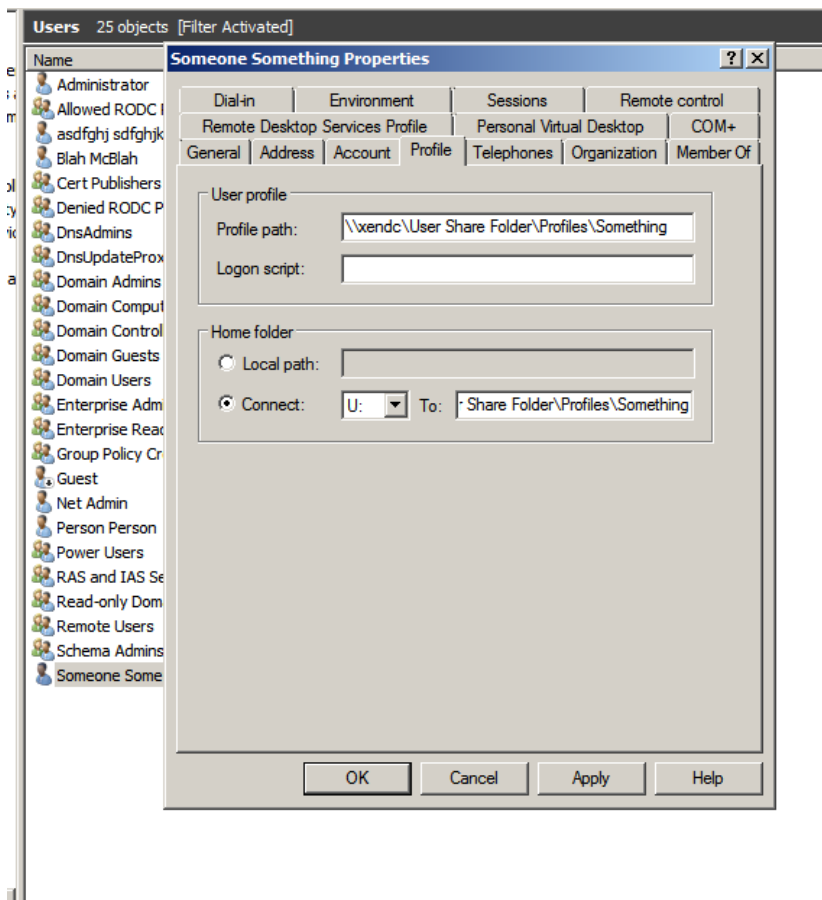 Users 25 objects [Filter Activated]
Name
Administrator
Allowed RODC
asdfghj sdfghjk
Blah McBlah
Cert Publishers
Denied RODC P
DnsAdmins
DnsUpdateProx
Domain Admins
Domain Comput
Domain Control
Domain Guests
Domain Users
Enterprise Admi
Enterprise Read
Group Policy Cr
Guest
Net Admin
Person Person
Power Users
RAS and IAS Se
Read-only Dom
Remote Users
Schema Admins
Someone Some
Someone Something Properties
Dial-in Environment Sessions Remote control
Remote Desktop Services Profile Personal Virtual Desktop COM+
General Address Account Profile Telephones Organization Member Of
User profile
Profile path: \\xendc\User Share Folder\Profiles\Something
Logon script:
Home folder
Local path:
Connect: U: To: Share Folder\Profiles\Something
OK Cancel Apply Help